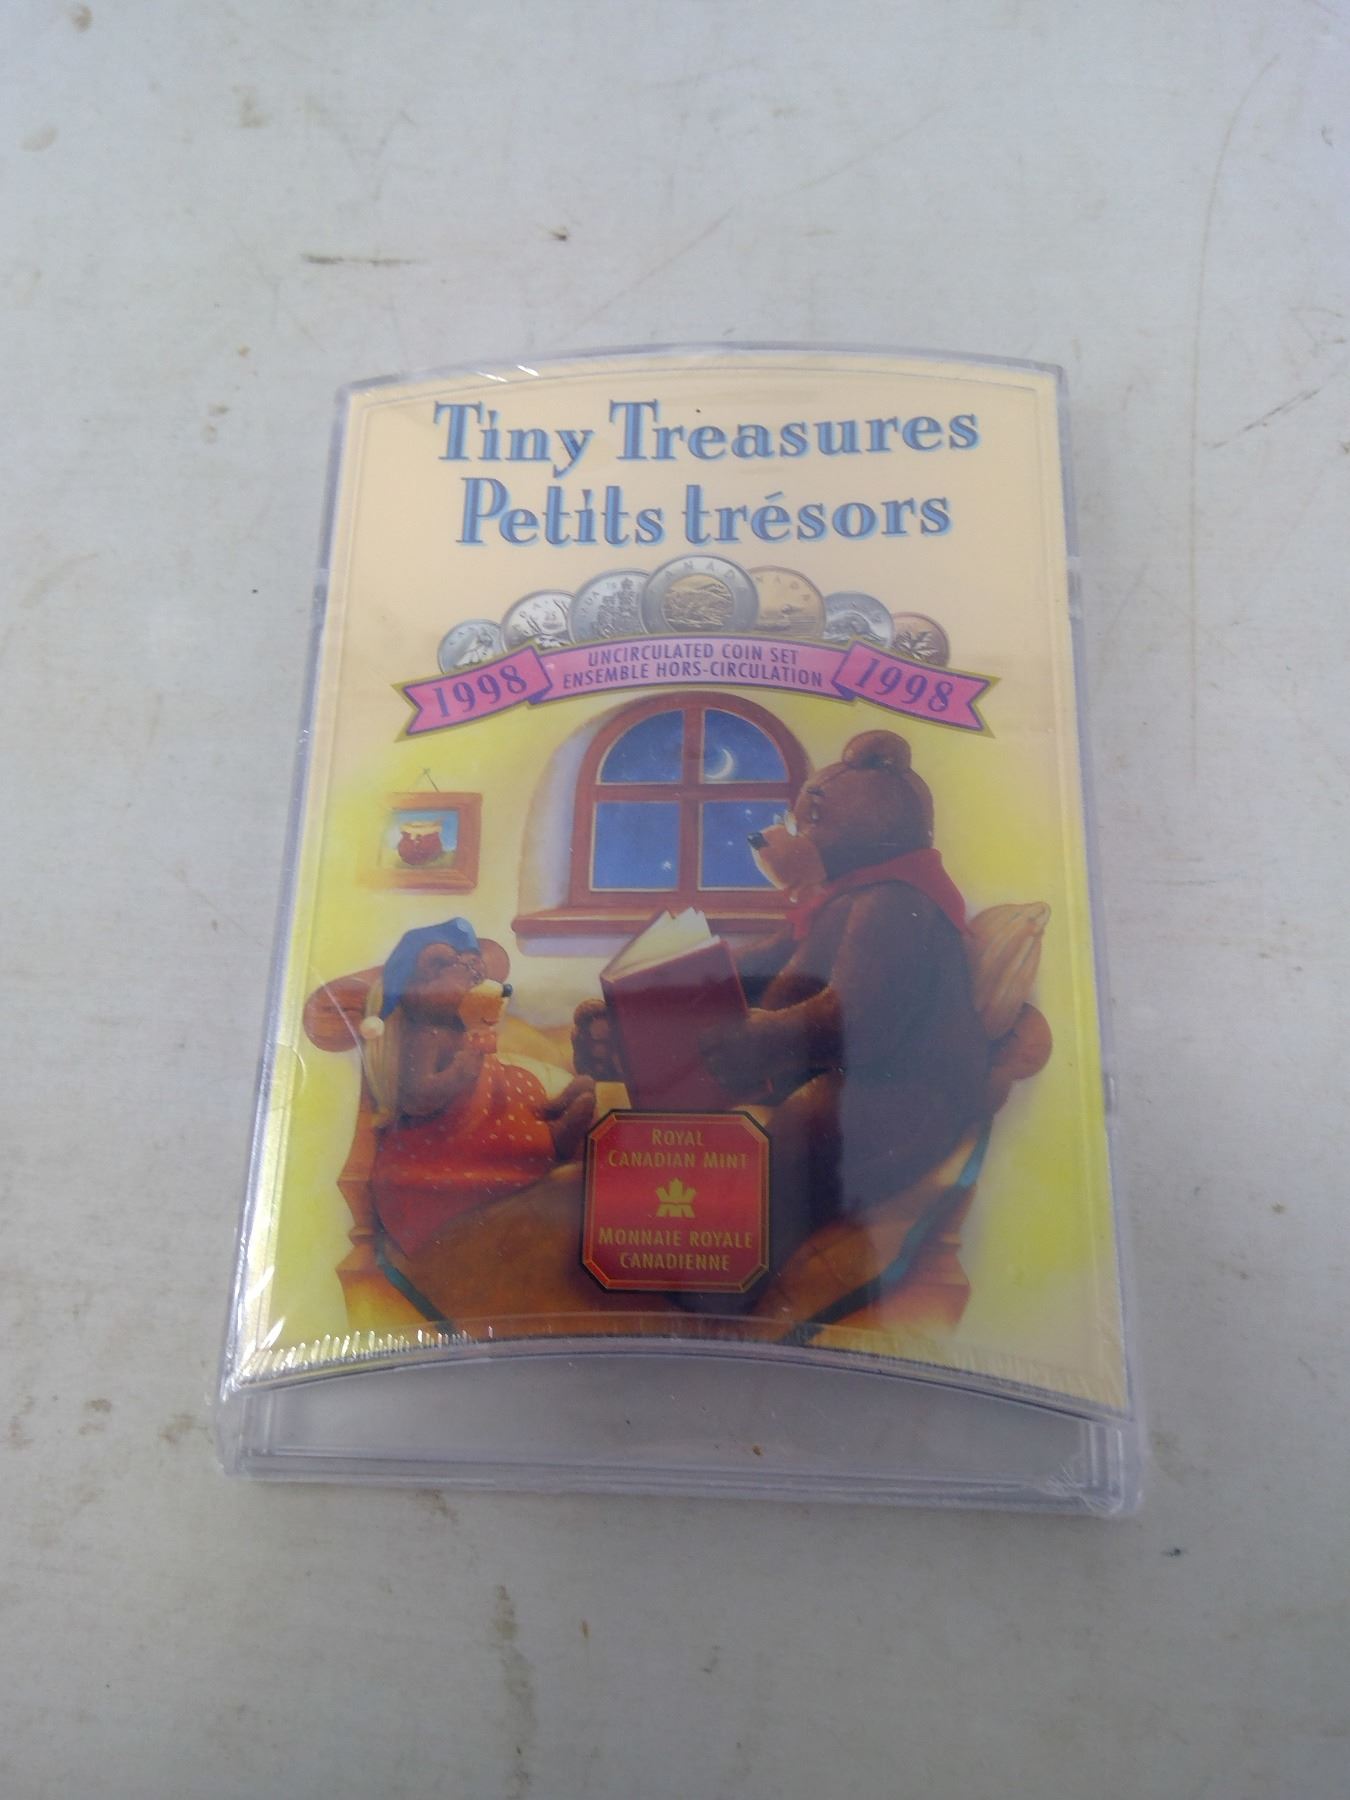 Tiny Treasures
Petits trésors
1998
UNCIRCULATED COIN SET
ENSEMBLE HORS-CIRCULATION
1998
ROYAL
CANADIAN MINT
MONNAIE ROYALE
CANADIENNE